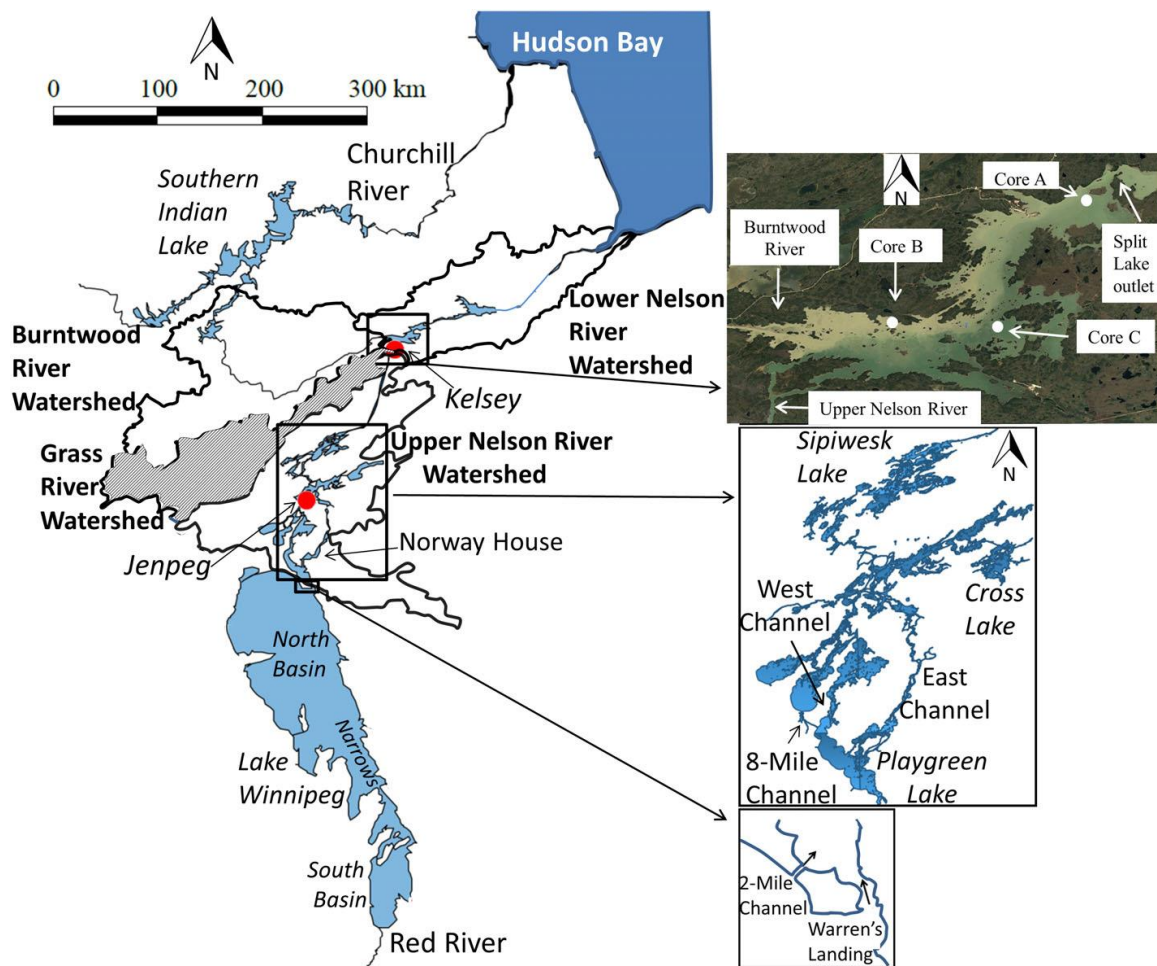 Hudson Bay
N
0 100 200 300 km
Churchill
River
Southern
Indian
Lake
Burntwood
River
Watershed
Lower Nelson
River
Watershed
Kelsey
Grass
River
Watershed
Upper Nelson River
Watershed
Jenpeg
Norway House
North
Basin
Narrows
Lake
Winnipeg
South
Basin
Red River
N
Core A
Burntwood
River
Core B
Split
Lake
outlet
Core C
Upper Nelson River
Sipiwesk
Lake
N
West
Channel
Cross
Lake
East
Channel
8-Mile
Channel
Playgreen
Lake
2-Mile
Channel
Warren's
Landing